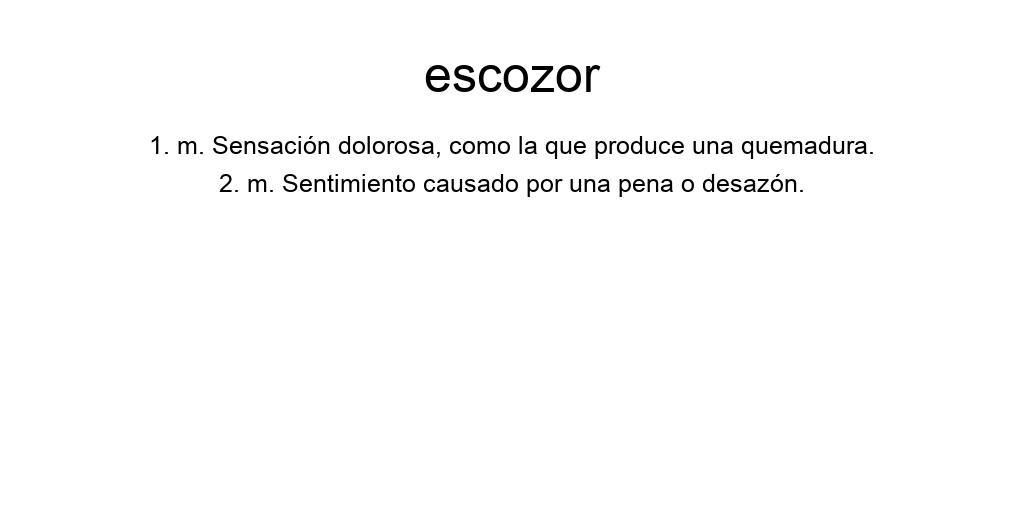 escozor
1. m. Sensación dolorosa, como la que produce una quemadura.
2. m. Sentimiento causado por una pena o desazón.